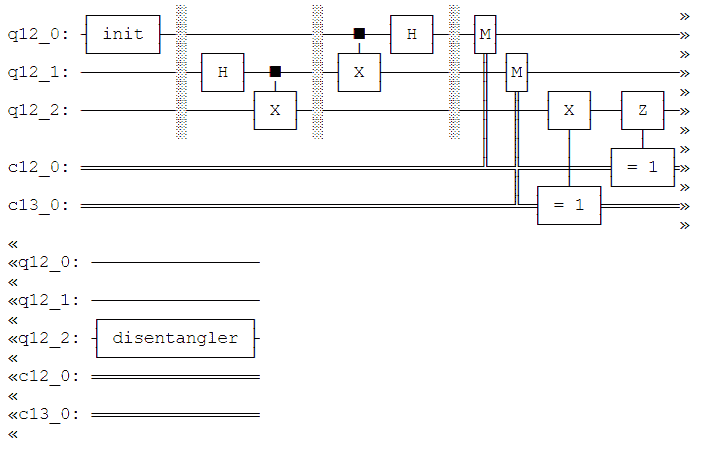 »
q12_0: init ■ H M »
»
q12_1: H ■ X M »
»
q12_2: X X Z »
»
»
c12_0: = 1 »
»
c13_0: = 1 »
»
«
«q12_0:
«
«q12_1:
«
«q12_2: disentangler
«
«c12_0:
«
«c13_0:
«